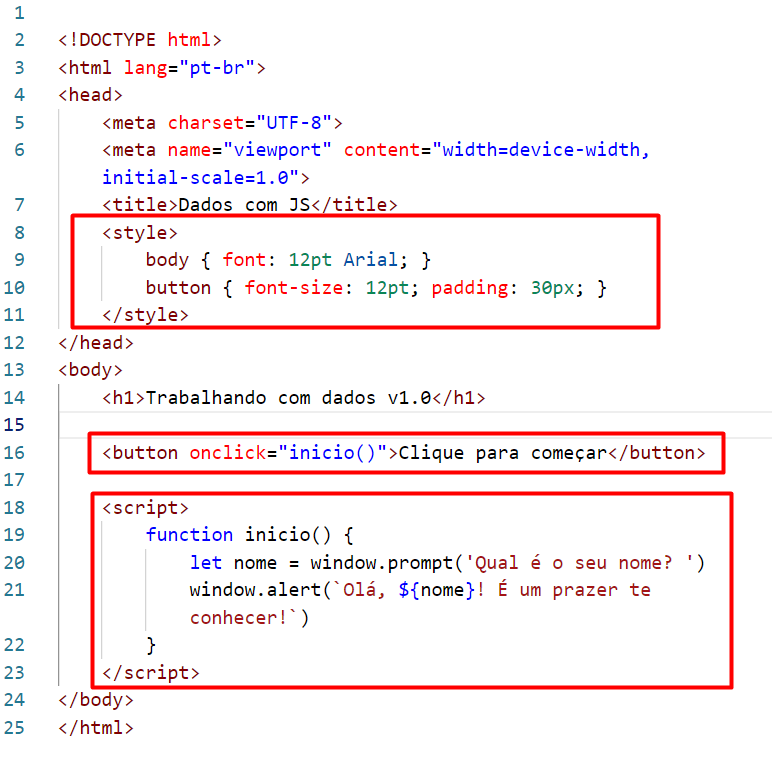 1
2 <!DOCTYPE html>
3 <html lang="pt-br">
4 <head>
5 <meta charset="UTF-8">
6 <meta name="viewport" content="width=device-width,
initial-scale=1.0">
7 <title>Dados com JS</title>
8 <style>
9 body { font: 12pt Arial; }
10 button { font-size: 12pt; padding: 30px; }
11 </style>
12 </head>
13 <body>
14 <h1>Trabalhando com dados v1.0</h1>
15
16 <button onclick="inicio()">Clique para começar</button>
17
18 <script>
19 function inicio() {
20 let nome = window.prompt('Qual é o seu nome? ')
21 window.alert(`Olá, ${nome}! É um prazer te
conhecer!`)
22 }
23 </script>
24 </body>
25 </html>